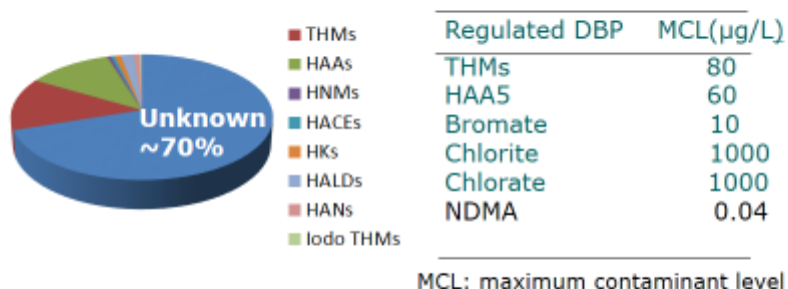 Unknown
~70%
THMs
HAAs
HNMs
HACEs
HKs
HALDs
HANs
Iodo THMs
Regulated DBP MCL(µg/L)
THMs 80
HAA5 60
Bromate 10
Chlorite 1000
Chlorate 1000
NDMA 0.04
MCL: maximum contaminant level